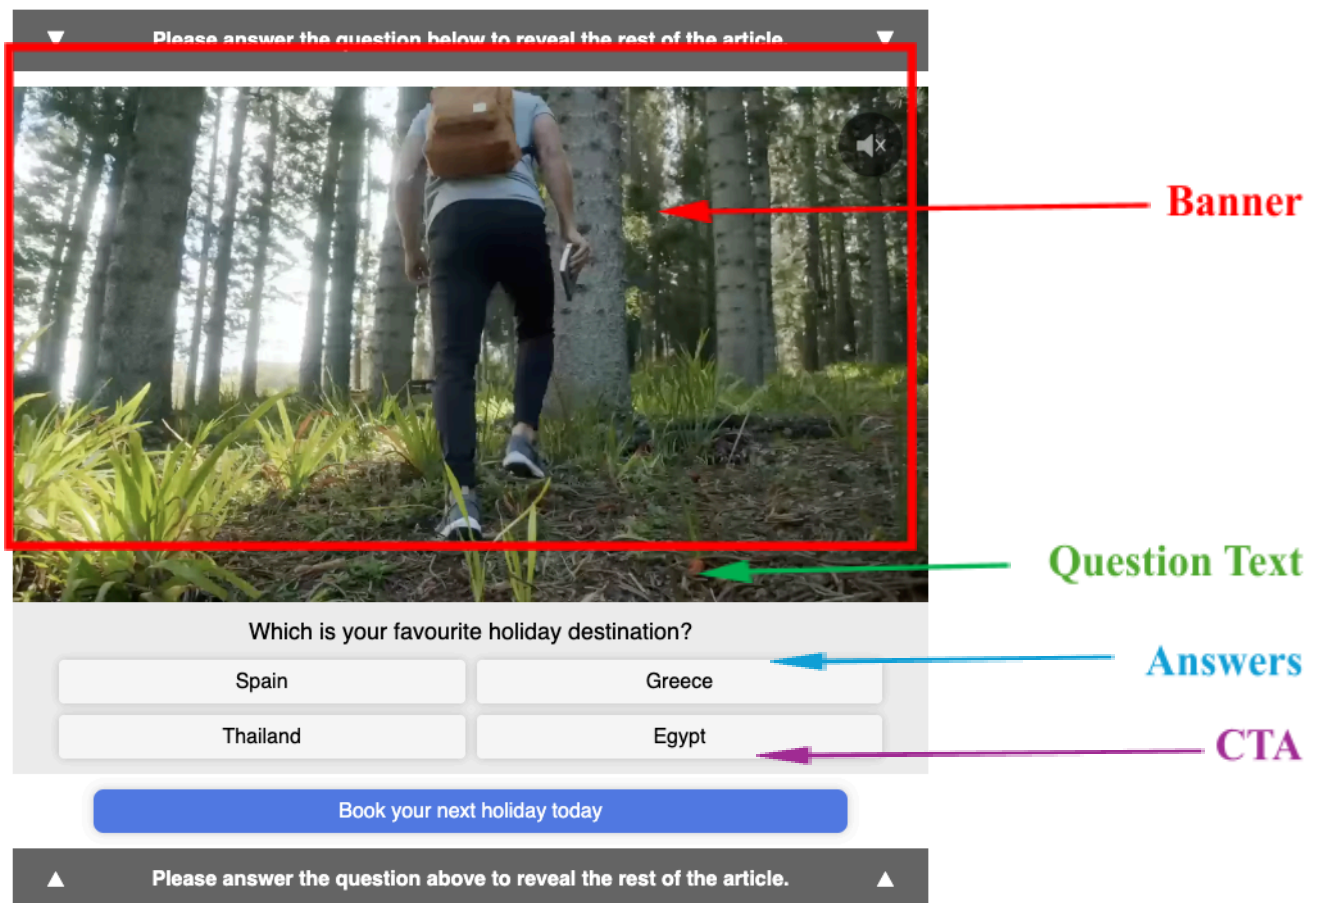 Please answer the question below to reveal the rest of the article.
Banner
Question Text
Which is your favourite holiday destination?
Answers
Spain
Greece
Thailand
Egypt
CTA
Book your next holiday today
Please answer the question above to reveal the rest of the article.